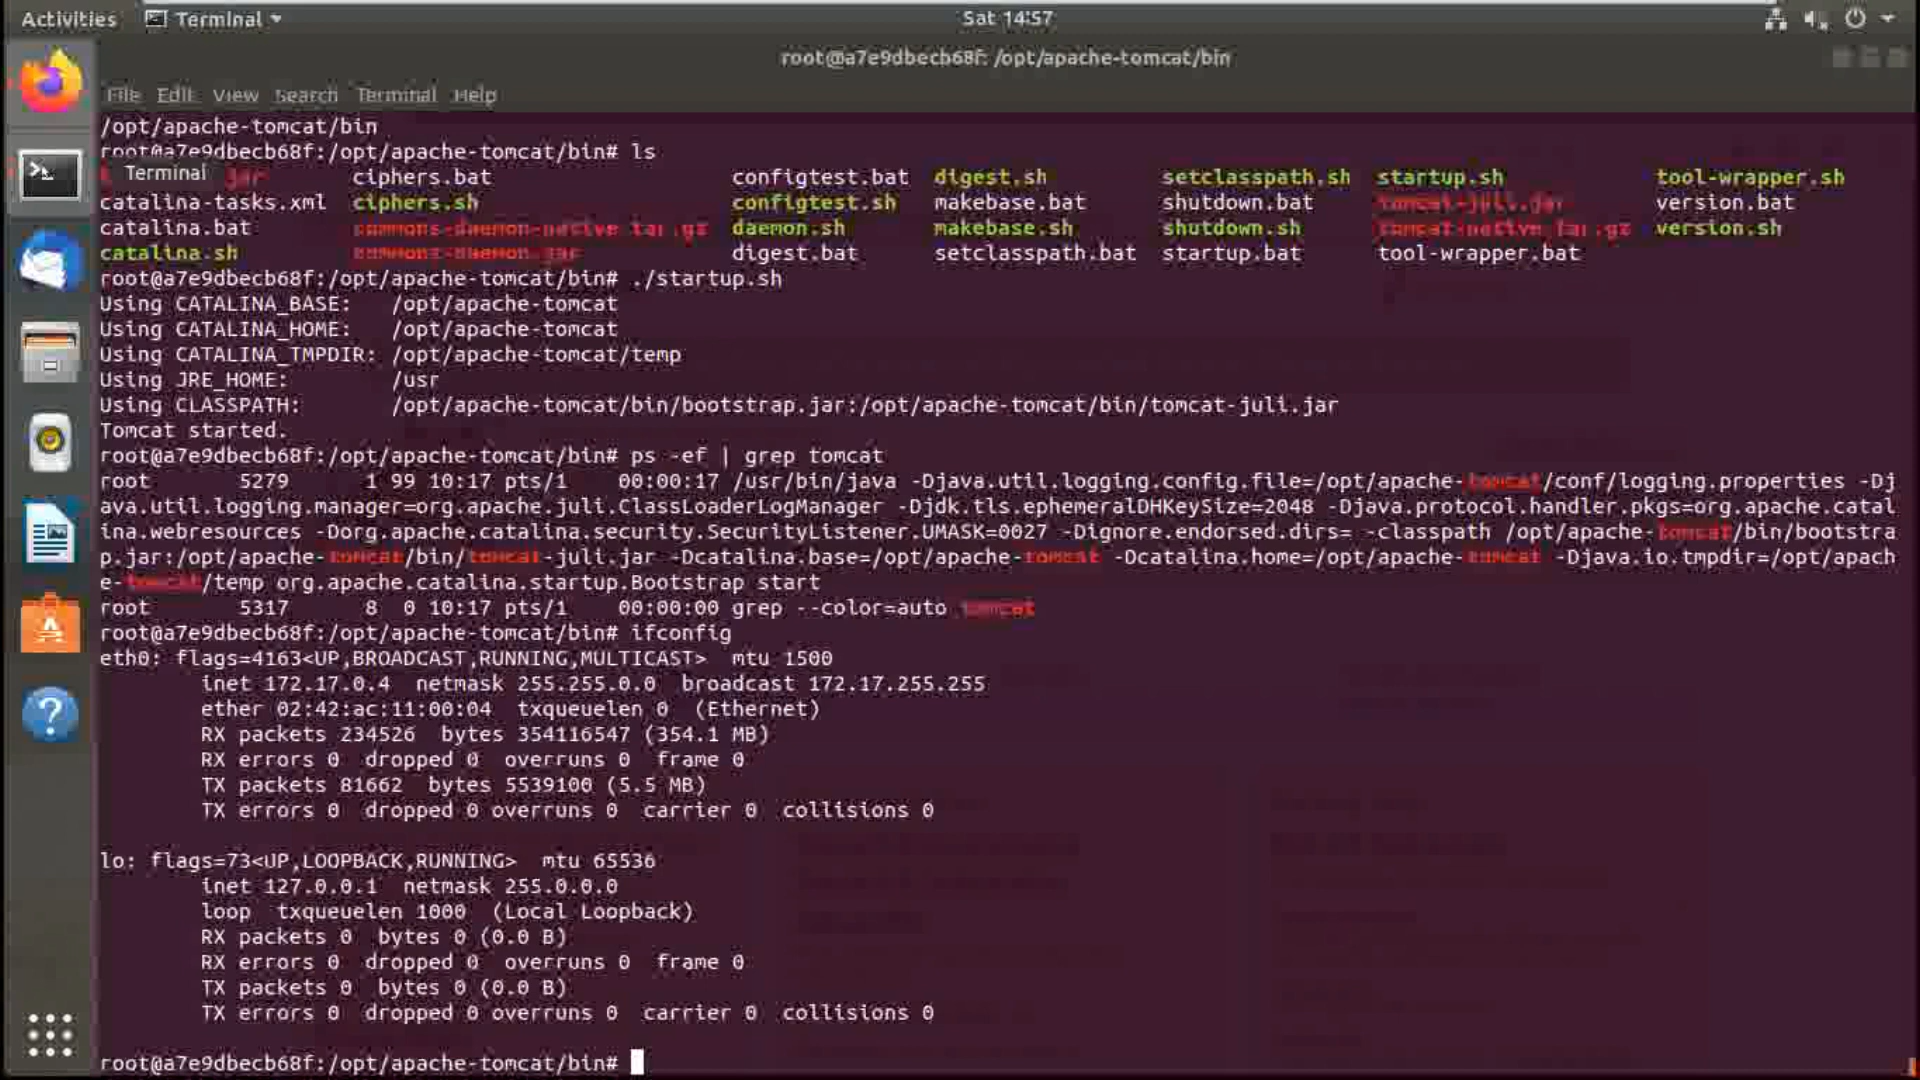 Activities Terminal Sat 14:57
root@a7e9dbecb68f: /opt/apache-tomcat/bin
File Edit View Search Terminal Help
/opt/apache-tomcat/bin
root@a7e9dbecb68f:/opt/apache-tomcat/bin# ls
Terminal jar ciphers.bat configtest.bat digest.sh setclasspath.sh startup.sh tool-wrapper.sh
catalina-tasks.xml ciphers.sh configtest.sh makebase.bat shutdown.bat tomcat-juli.jar version.bat
catalina.bat commons-daemon-native.tar.gz daemon.sh makebase.sh shutdown.sh tomcat-native.tar.gz version.sh
catalina.sh commons-daemon.jar digest.bat setclasspath.bat startup.bat tool-wrapper.bat
root@a7e9dbecb68f:/opt/apache-tomcat/bin# ./startup.sh
Using CATALINA_BASE: /opt/apache-tomcat
Using CATALINA_HOME: /opt/apache-tomcat
Using CATALINA_TMPDIR: /opt/apache-tomcat/temp
Using JRE_HOME: /usr
Using CLASSPATH: /opt/apache-tomcat/bin/bootstrap.jar:/opt/apache-tomcat/bin/tomcat-juli.jar
Tomcat started.
root@a7e9dbecb68f:/opt/apache-tomcat/bin# ps -ef | grep tomcat
root 5279 1 99 10:17 pts/1 00:00:17 /usr/bin/java -Djava.util.logging.config.file=/opt/apache-tomcat/conf/logging.properties -Dj
ava.util.logging.manager=org.apache.juli.ClassLoaderLogManager -Djdk.tls.ephemeralDHKeySize=2048 -Djava.protocol.handler.pkgs=org.apache.catal
ina.webresources -Dorg.apache.catalina.security.SecurityListener.UMASK=0027 -Dignore.endorsed.dirs= -classpath /opt/apache-tomcat/bin/bootstra
p.jar:/opt/apache-tomcat/bin/tomcat-juli.jar -Dcatalina.base=/opt/apache-tomcat -Dcatalina.home=/opt/apache-tomcat -Djava.io.tmpdir=/opt/apach
e-tomcat/temp org.apache.catalina.startup.Bootstrap start
root 5317 8 0 10:17 pts/1 00:00:00 grep --color=auto tomcat
root@a7e9dbecb68f:/opt/apache-tomcat/bin# ifconfig
eth0: flags=4163<UP,BROADCAST,RUNNING,MULTICAST> mtu 1500
inet 172.17.0.4 netmask 255.255.0.0 broadcast 172.17.255.255
ether 02:42:ac:11:00:04 txqueuelen 0 (Ethernet)
RX packets 234526 bytes 354116547 (354.1 MB)
RX errors 0 dropped 0 overruns 0 frame 0
TX packets 81662 bytes 5539100 (5.5 MB)
TX errors 0 dropped 0 overruns 0 carrier 0 collisions 0
lo: flags=73<UP,LOOPBACK,RUNNING> mtu 65536
inet 127.0.0.1 netmask 255.0.0.0
loop txqueuelen 1000 (Local Loopback)
RX packets 0 bytes 0 (0.0 B)
RX errors 0 dropped 0 overruns 0 frame 0
TX packets 0 bytes 0 (0.0 B)
TX errors 0 dropped 0 overruns 0 carrier 0 collisions 0
root@a7e9dbecb68f:/opt/apache-tomcat/bin#